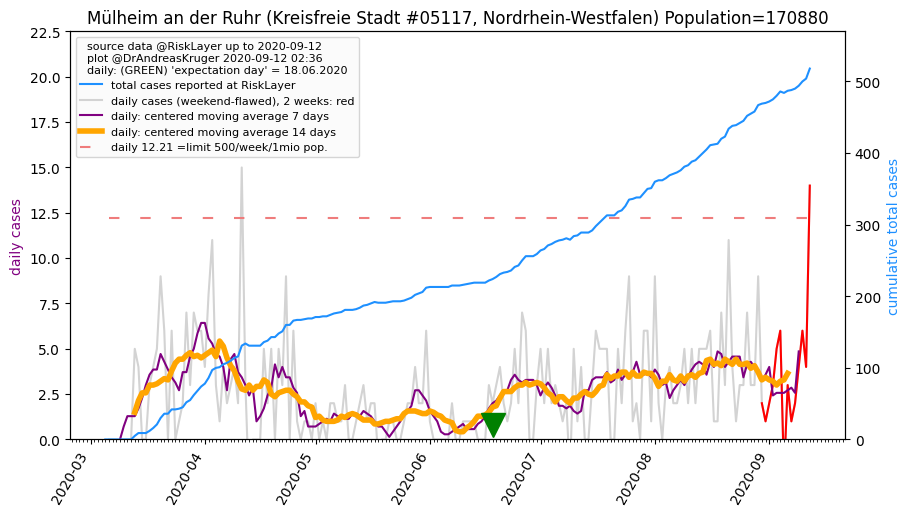 Mülheim an der Ruhr (Kreisfreie Stadt #05117, Nordrhein-Westfalen) Population=170880
source data @RiskLayer up to 2020-09-12
plot @DrAndreasKruger 2020-09-12 02:36
daily: (GREEN) 'expectation day' = 18.06.2020
total cases reported at RiskLayer
daily cases (weekend-flawed), 2 weeks: red
daily: centered moving average 7 days
daily: centered moving average 14 days
daily 12.21 =limit 500/week/1mio pop.
daily cases
22.5
20.0
17.5
15.0
12.5
10.0
7.5
5.0
2.5
0.0
500
400
300
200
100
0
cumulative total cases
2020-03
2020-04
2020-05
2020-06
2020-07
2020-08
2020-09